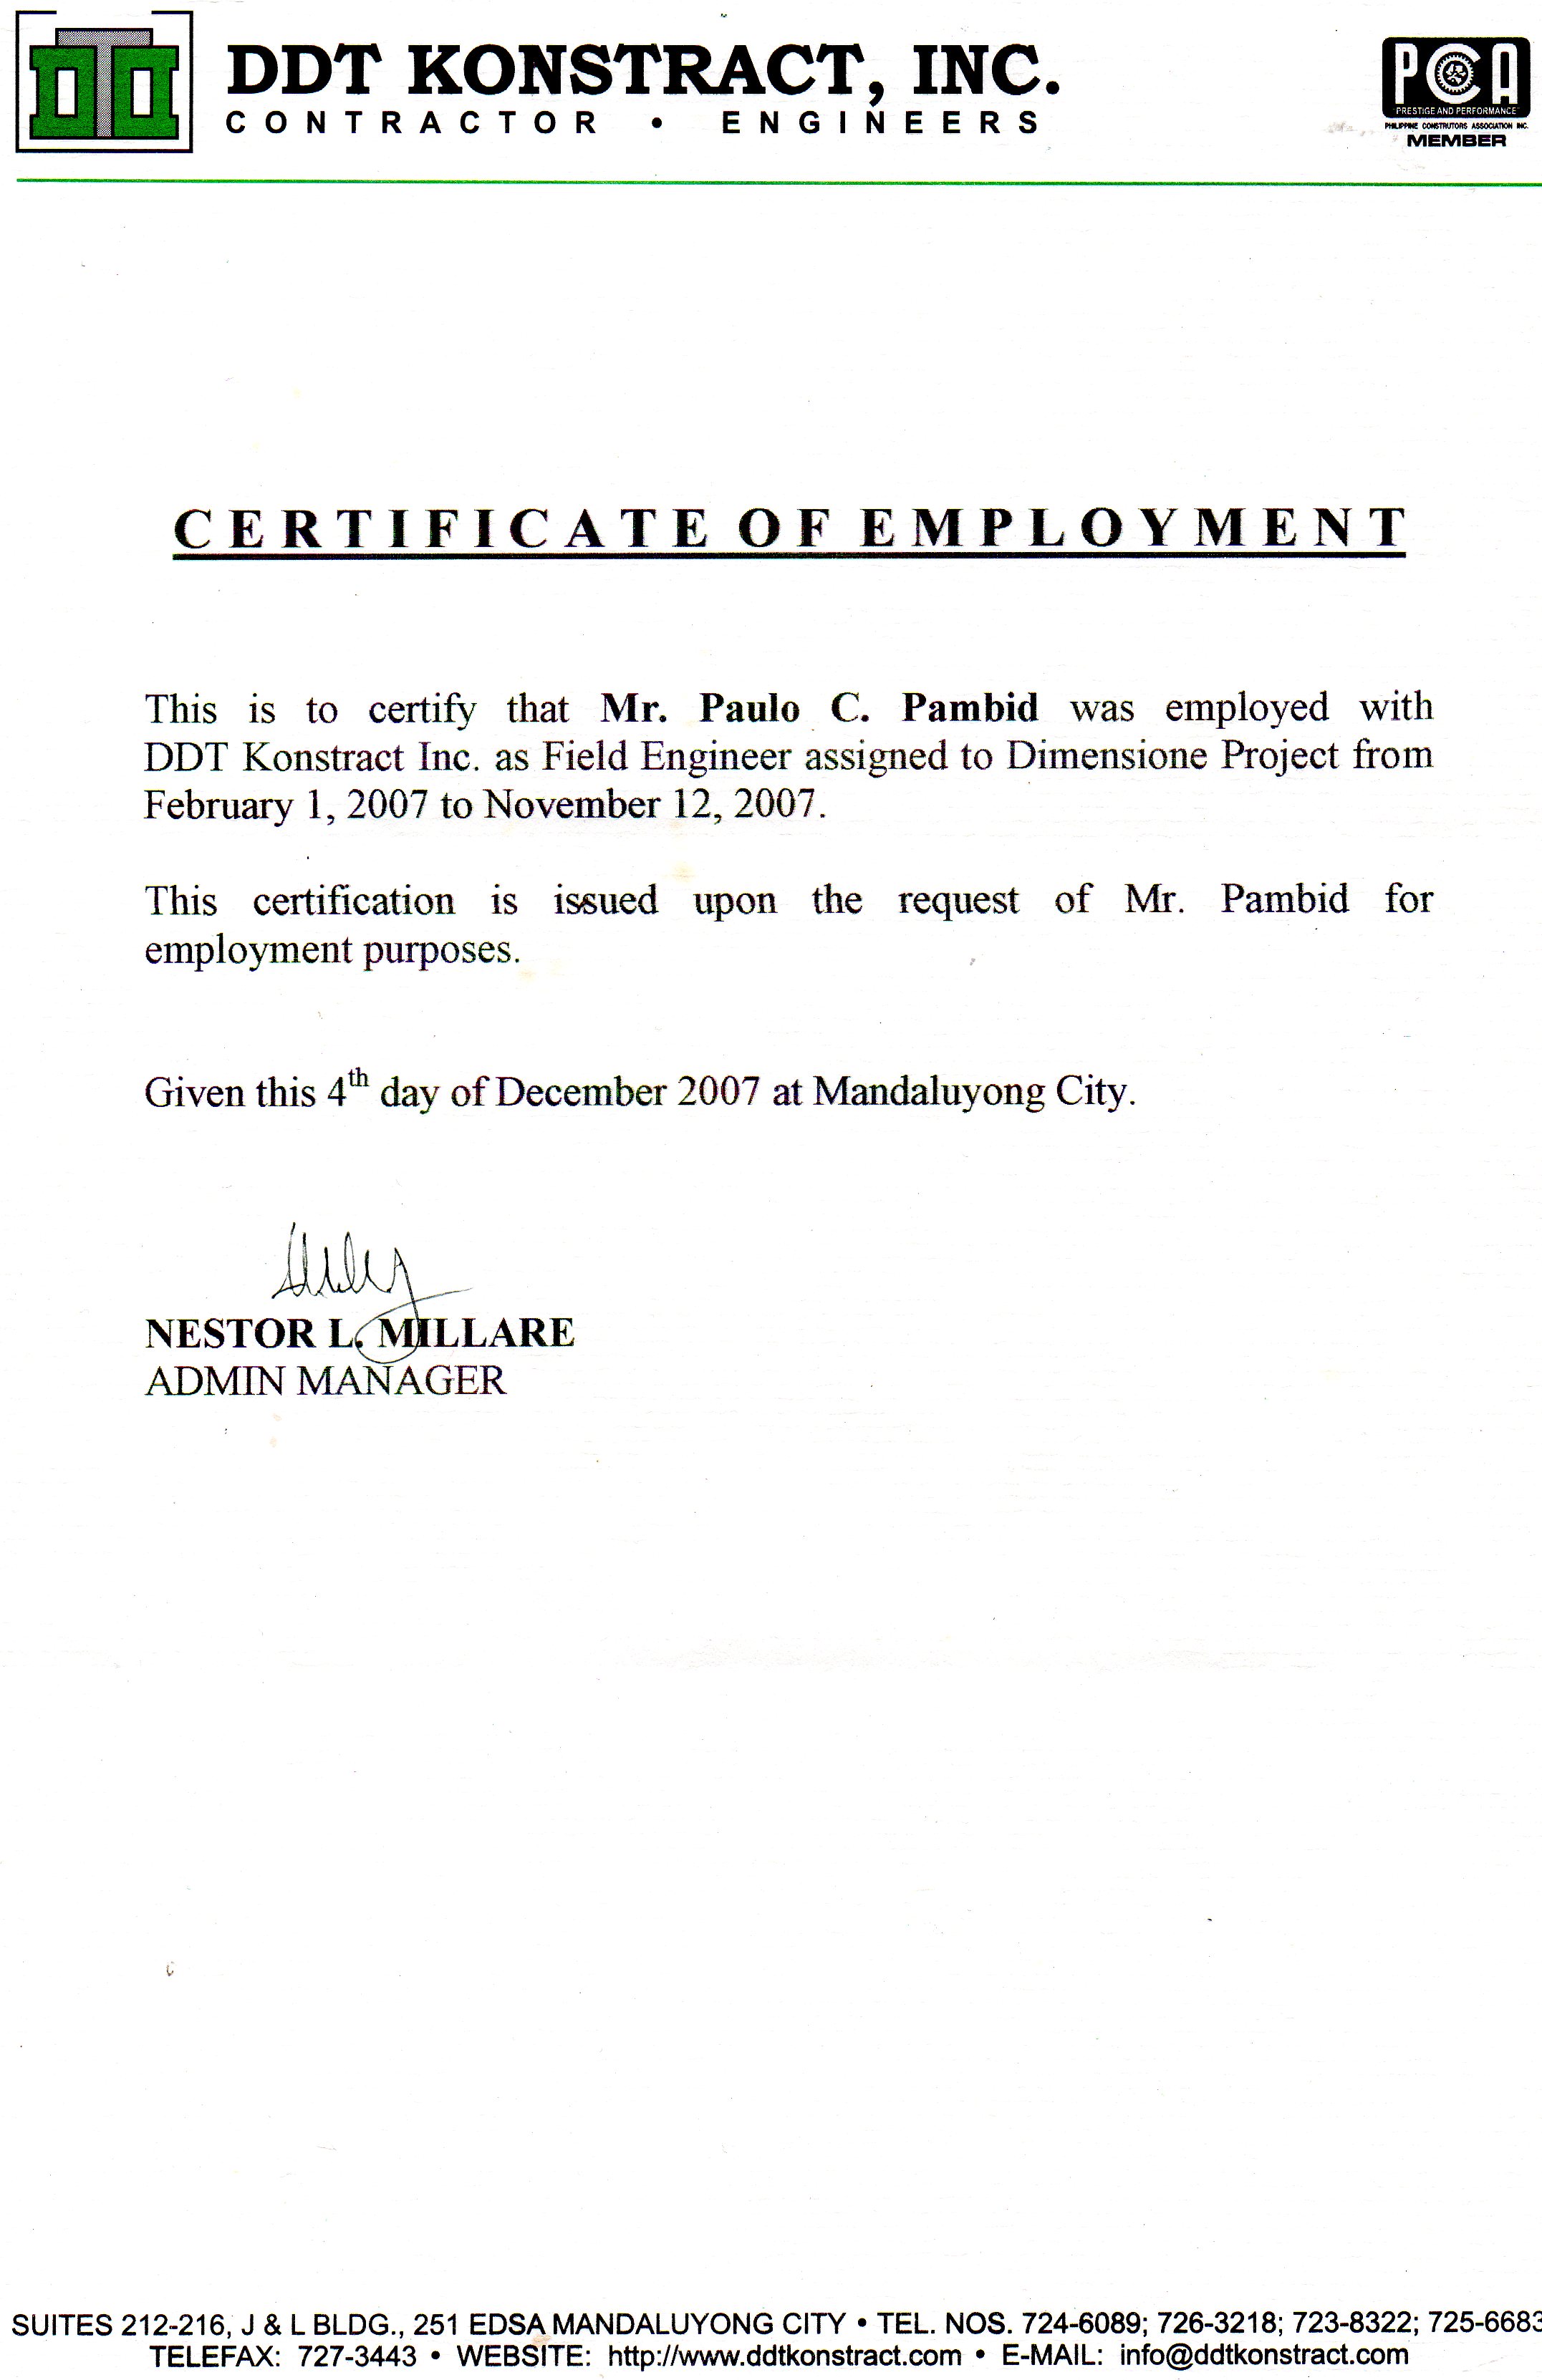 DDT KONSTRACT, INC.
CONTRACTOR • ENGINEERS
PCA
"PRESTIGE AND PERFORMANCE"
PHILIPPINE CONSTRUTORS ASSOCIATION INC.
MEMBER
CERTIFICATE OF EMPLOYMENT
This is to certify that Mr. Paulo C. Pambid was employed with
DDT Konstract Inc. as Field Engineer assigned to Dimensione Project from
February 1, 2007 to November 12, 2007.
This certification is issued upon the request of Mr. Pambid for
employment purposes.
Given this 4th day of December 2007 at Mandaluyong City.
NESTOR L. MILLARE
ADMIN MANAGER
SUITES 212-216, J & L BLDG., 251 EDSA MANDALUYONG CITY • TEL. NOS. 724-6089; 726-3218; 723-8322; 725-6683
TELEFAX: 727-3443 • WEBSITE: http://www.ddtkonstract.com • E-MAIL: info@ddtkonstract.com